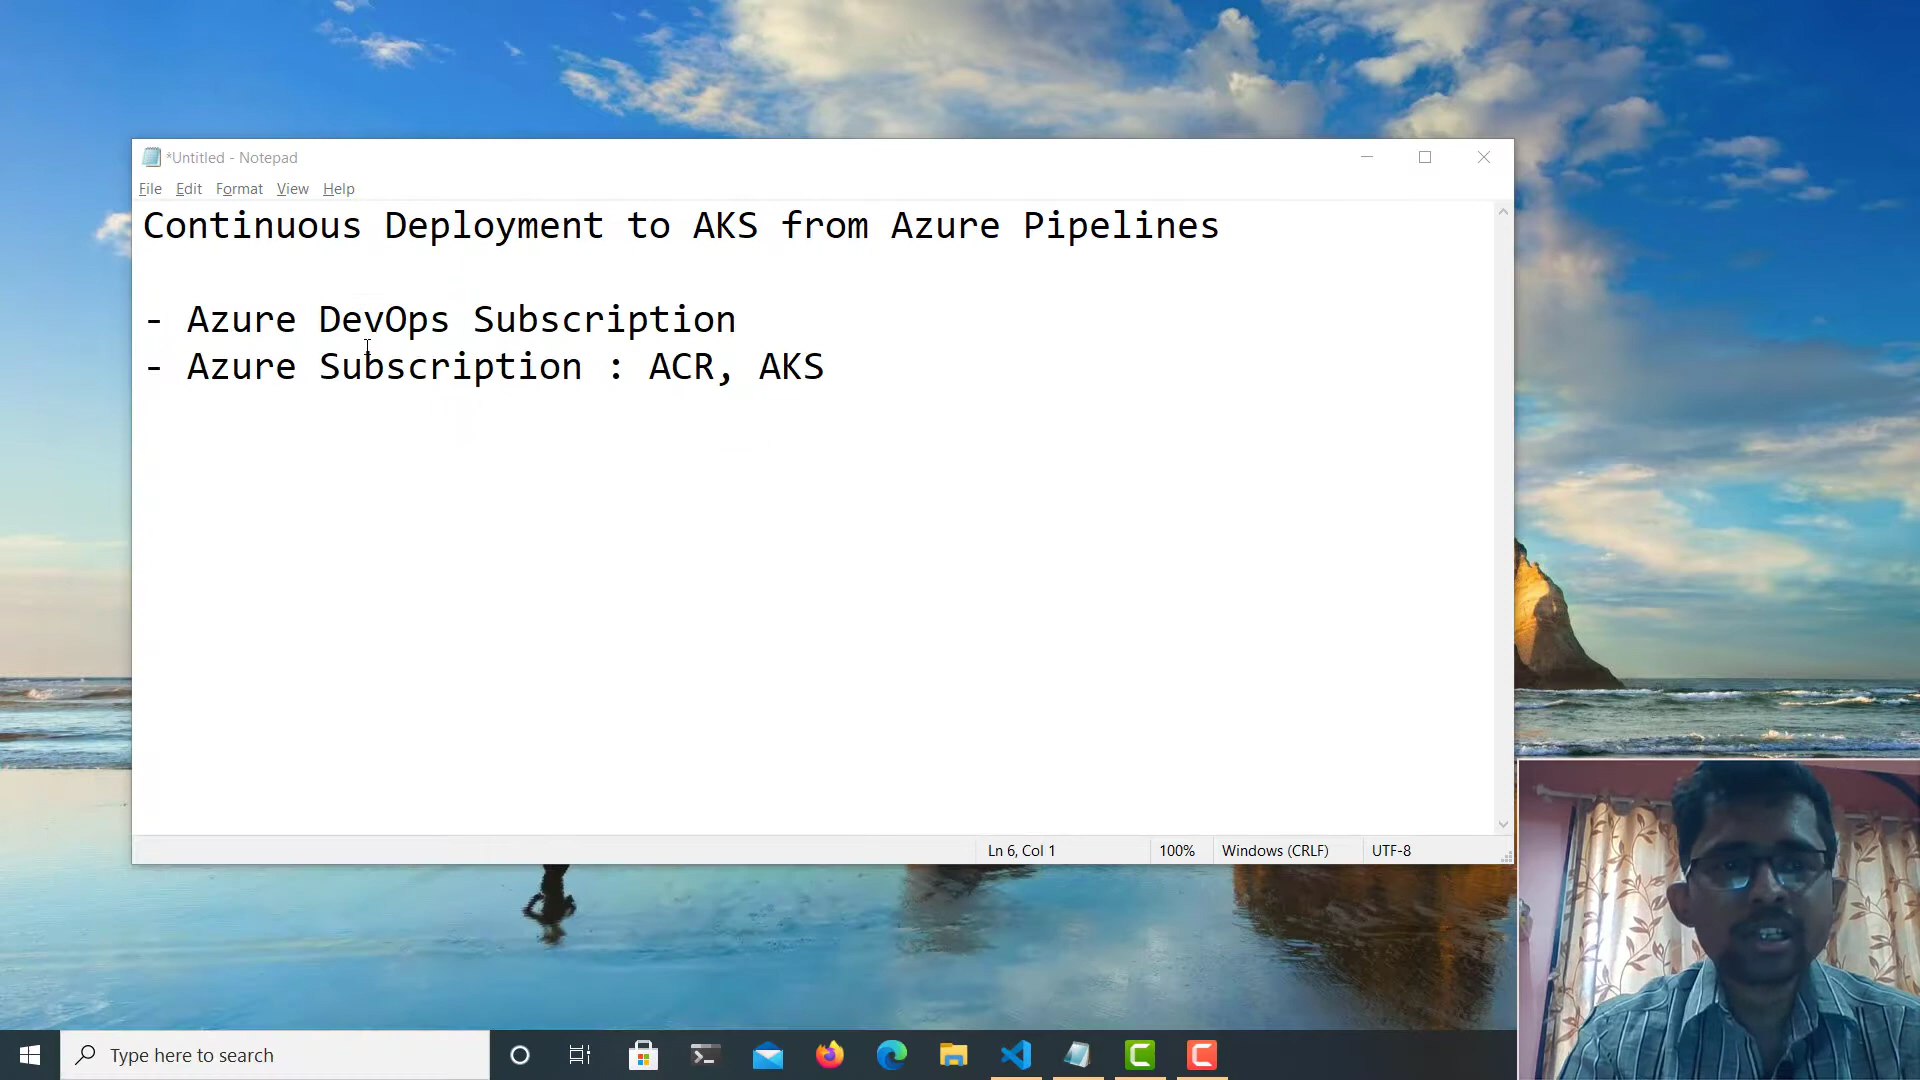 *Untitled - Notepad
File Edit Format View Help
Continuous Deployment to AKS from Azure Pipelines
- Azure DevOps Subscription
- Azure Subscription : ACR, AKS
Ln 6, Col 1 100% Windows (CRLF) UTF-8
Type here to search